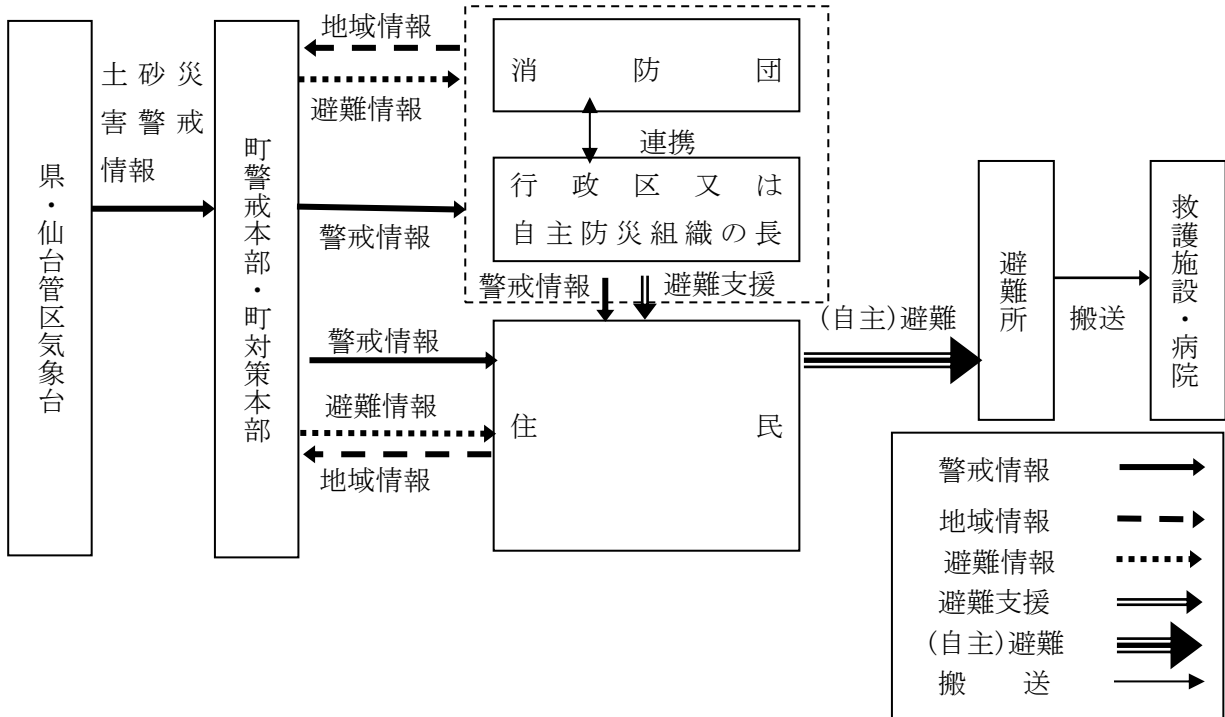 県・仙台管区気象台
土砂災
害警戒
情報
町警戒本部・町対策本部
地域情報
避難情報
警戒情報
警戒情報
避難情報
地域情報
消防団
連携
行政区又は
自主防災組織の長
警戒情報
避難支援
住民
(自主)避難
避難所
搬送
救護施設・病院
警戒情報
地域情報
避難情報
避難支援
(自主)避難
搬送